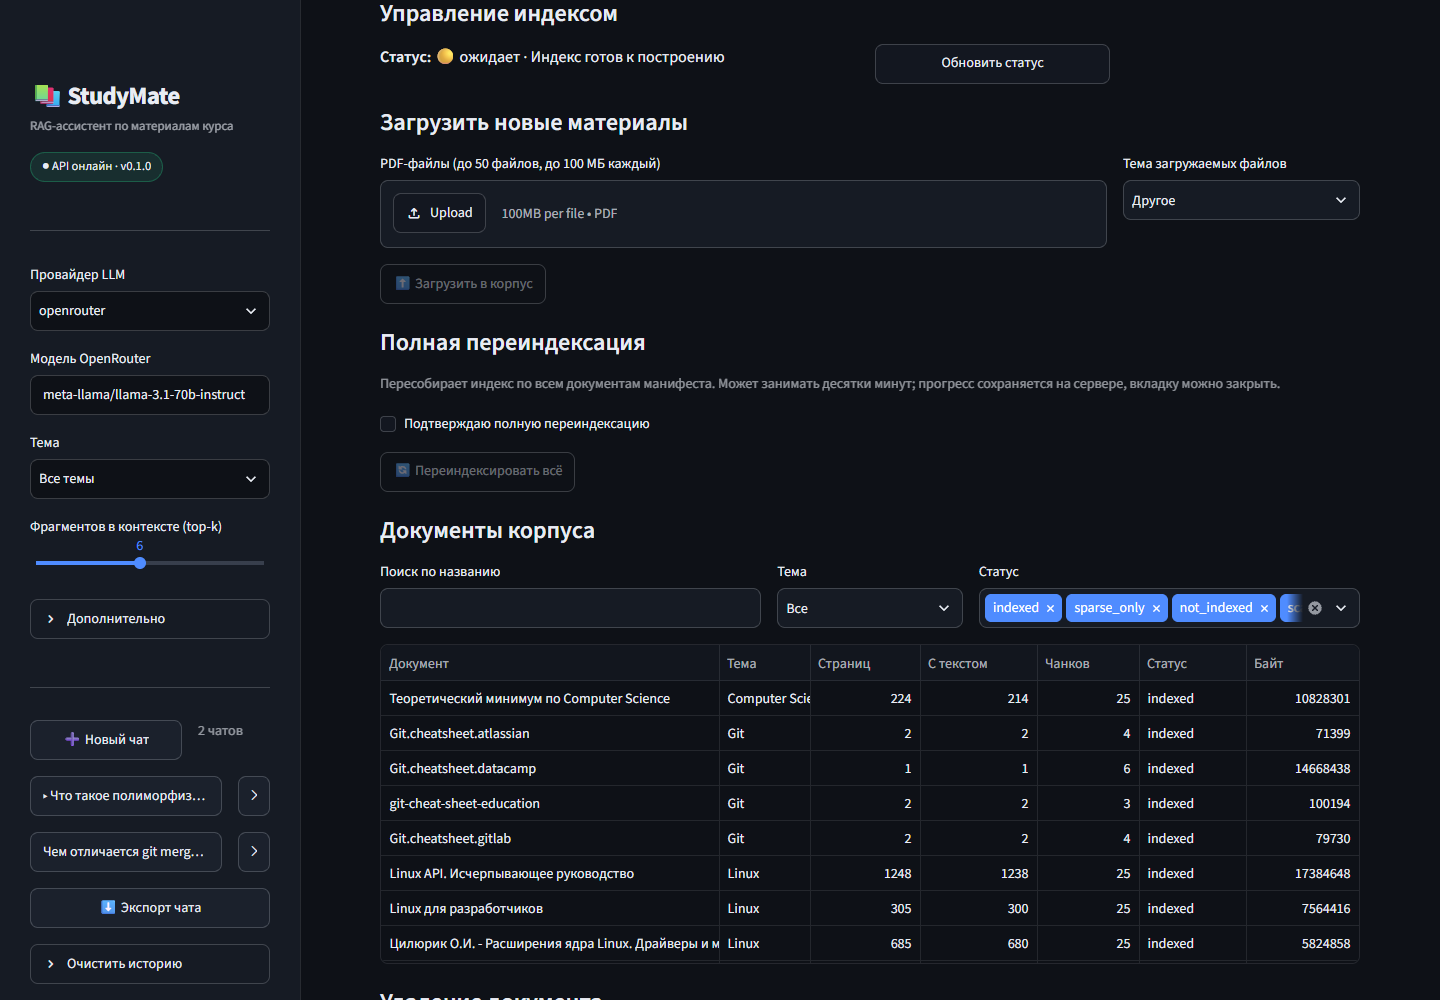 StudyMate
RAG-ассистент по материалам курса
API онлайн · v0.1.0
Провайдер LLM
openrouter
Модель OpenRouter
meta-llama/llama-3.1-70b-instruct
Тема
Все темы
Фрагментов в контексте (top-k)
6
Дополнительно
Новый чат
2 чатов
Что такое полиморфиз...
Чем отличается git merg...
Экспорт чата
Очистить историю
Управление индексом
Статус: ожидает · Индекс готов к построению
Обновить статус
Загрузить новые материалы
PDF-файлы (до 50 файлов, до 100 МБ каждый)
Тема загружаемых файлов
Upload
100MB per file • PDF
Другое
Загрузить в корпус
Полная переиндексация
Пересобирает индекс по всем документам манифеста. Может занимать десятки минут; прогресс сохраняется на сервере, вкладку можно закрыть.
Подтверждаю полную переиндексацию
Переиндексировать всё
Документы корпуса
Поиск по названию
Тема
Статус
Все
indexed × sparse_only × not_indexed × sc
Документ Тема Страниц С текстом Чанков Статус Байт
Теоретический минимум по Computer Science Computer Scie 224 214 25 indexed 10828301
Git.cheatsheet.atlassian Git 2 2 4 indexed 71399
Git.cheatsheet.datacamp Git 1 1 6 indexed 14668438
git-cheat-sheet-education Git 2 2 3 indexed 100194
Git.cheatsheet.gitlab Git 2 2 4 indexed 79730
Linux API. Исчерпывающее руководство Linux 1248 1238 25 indexed 17384648
Linux для разработчиков Linux 305 300 25 indexed 7564416
Цилюрик О.И. - Расширения ядра Linux. Драйверы и м Linux 685 680 25 indexed 5824858
Удаление документа